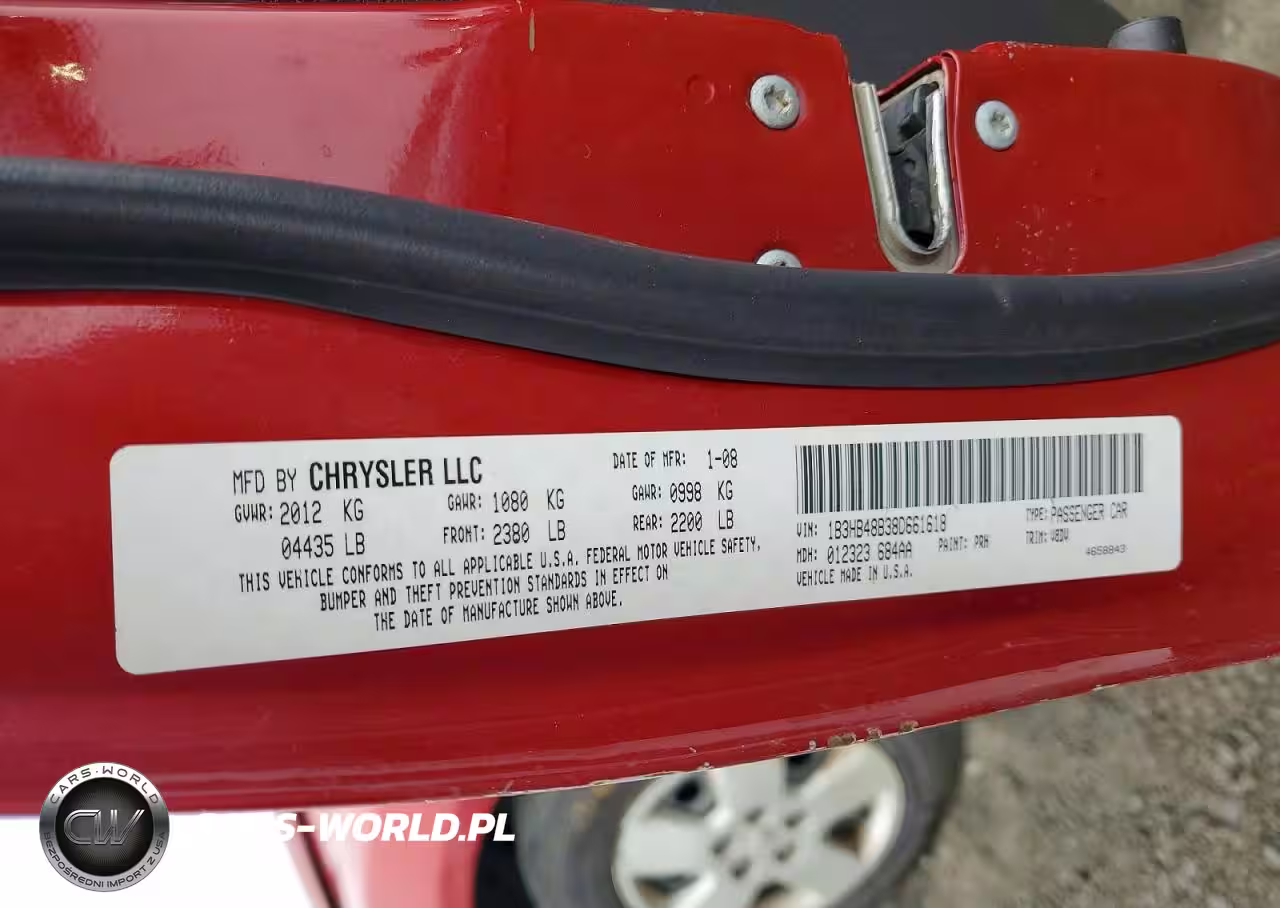 MFD BY CHRYSLER LLC
DATE OF MFR: 1-08
GVWR: 2012 KG
GAWR: 1080 KG
GAWR: 0998 KG
04435 LB
FRONT: 2380 LB
REAR: 2200 LB
THIS VEHICLE CONFORMS TO ALL APPLICABLE U.S.A. FEDERAL MOTOR VEHICLE SAFETY,
BUMPER AND THEFT PREVENTION STANDARDS IN EFFECT ON
THE DATE OF MANUFACTURE SHOWN ABOVE.
VIN: 1B3HB48B38D661618
TYPE: PASSENGER CAR
MDH: 012323 684AA
PAINT: PRH
TRIM: V8DV
VEHICLE MADE IN U.S.A.
4658843
CARS-WORLD
CW
BEZPOŚREDNI IMPORT Z USA
-WORLD.PL